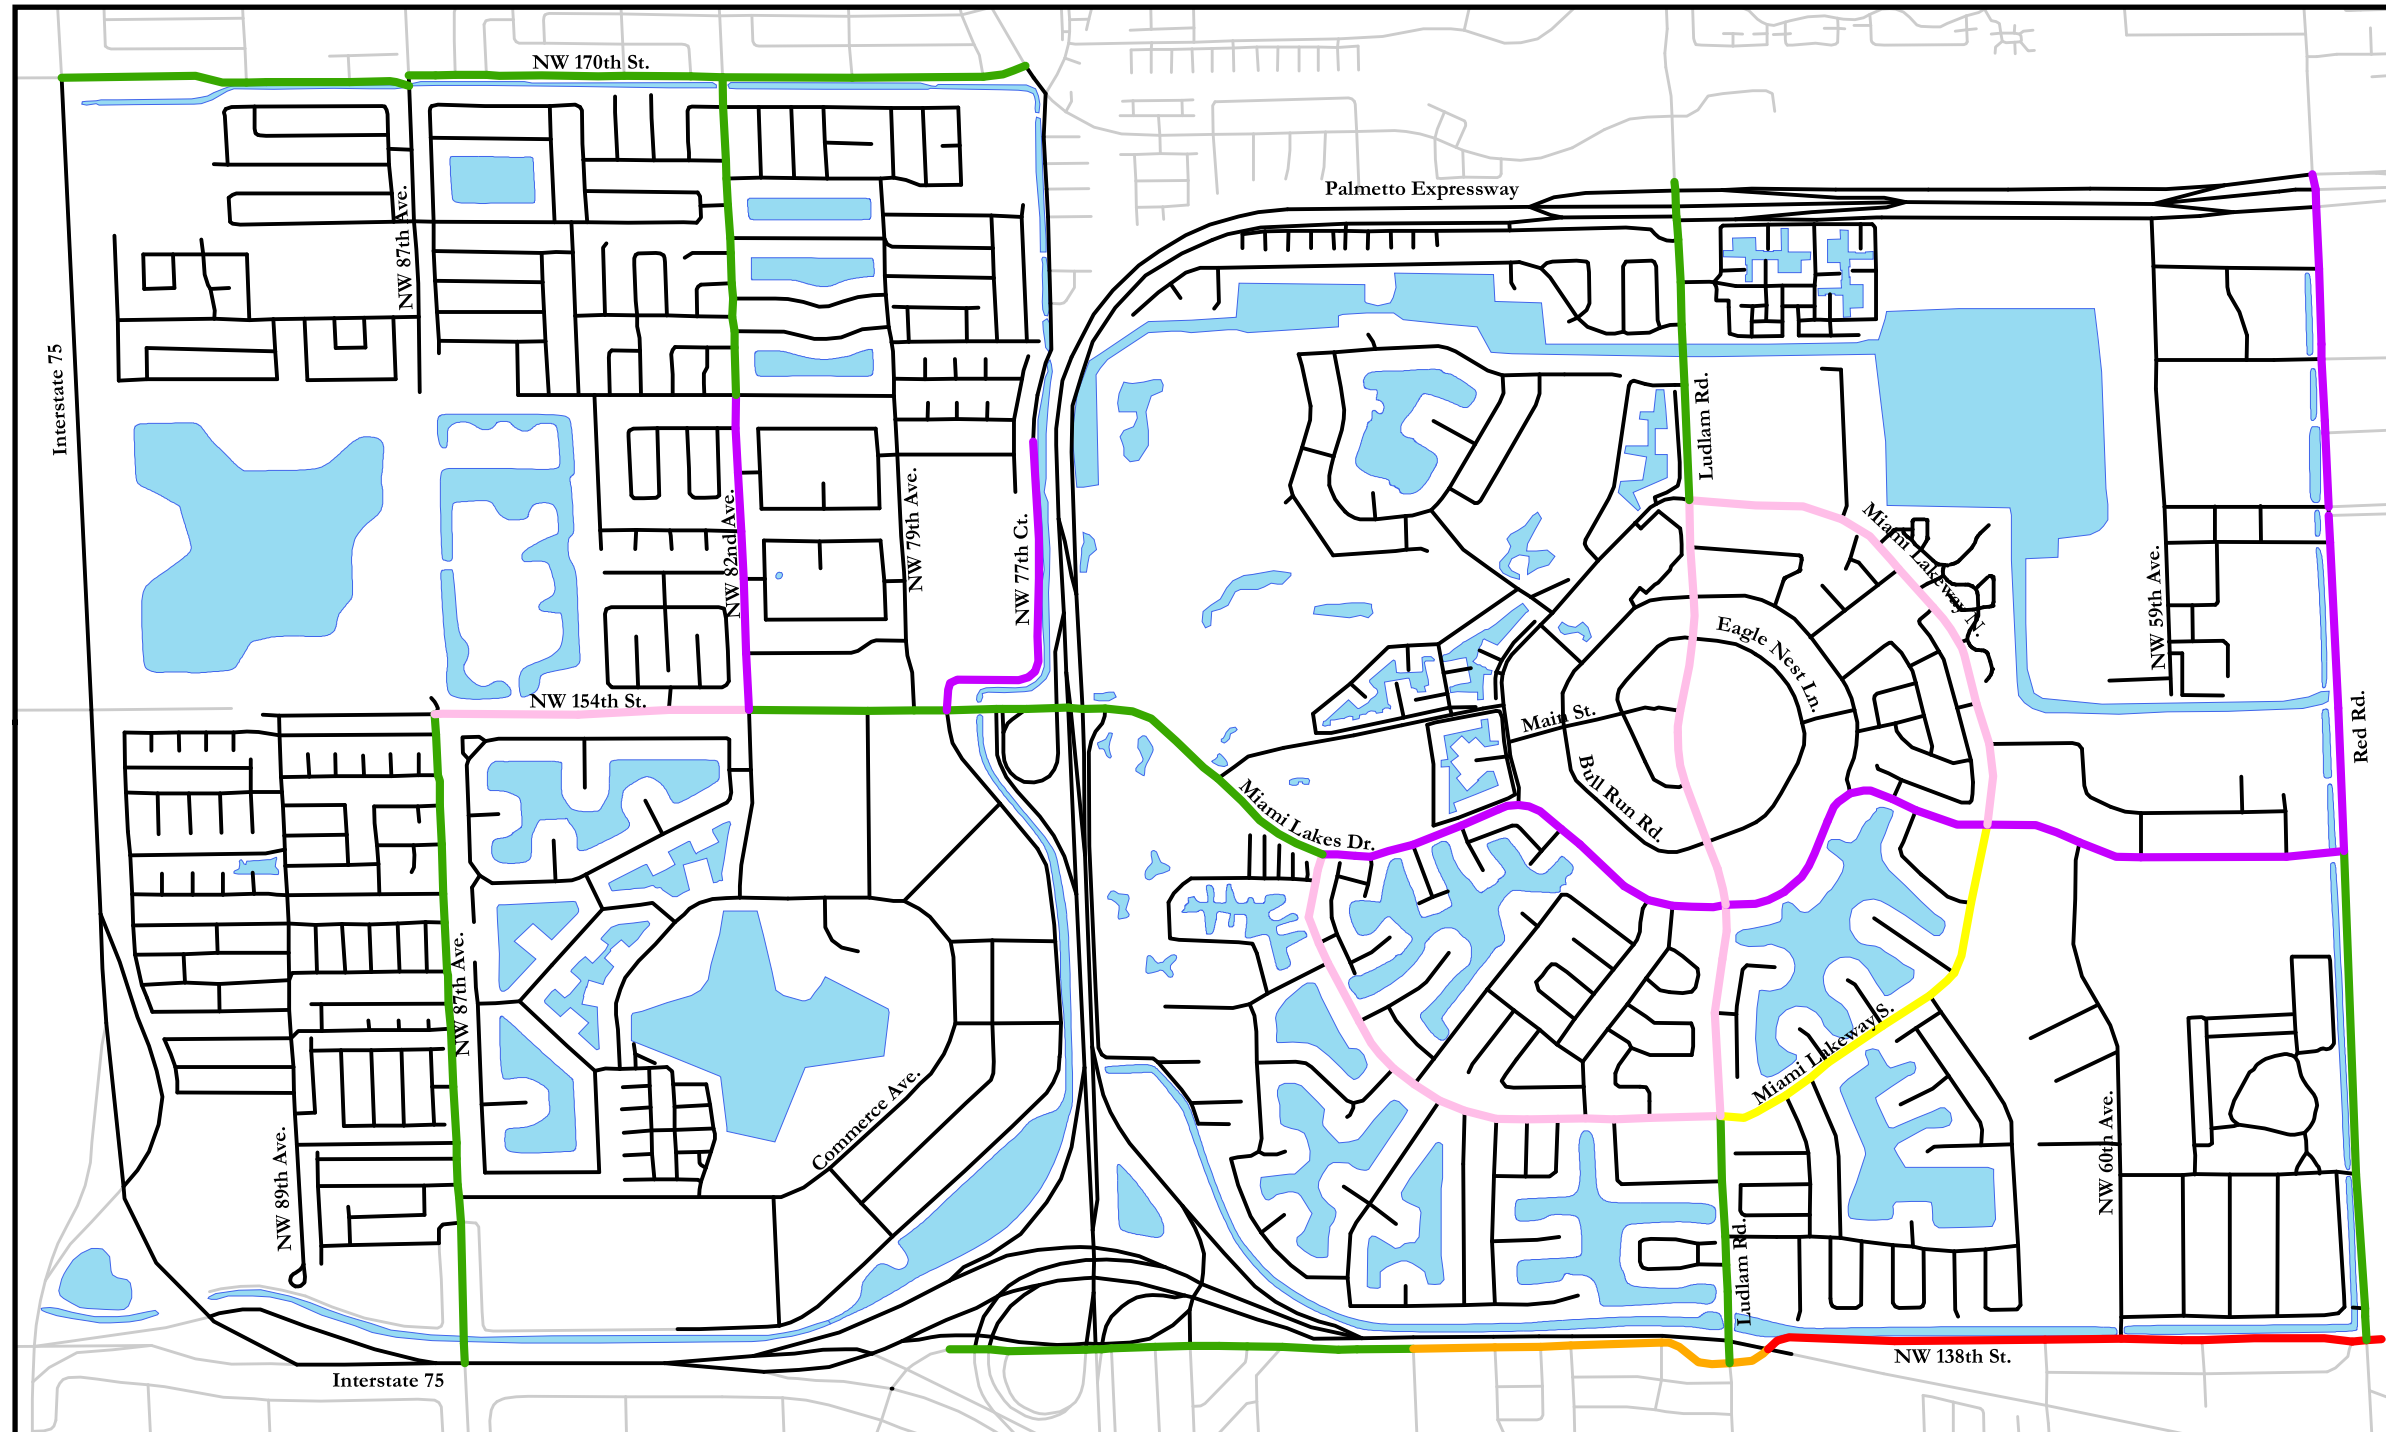 NW 170th St.
Palmetto Expressway
NW 87th Ave.
Interstate 75
Ludlam Rd.
NW 82nd Ave.
NW 79th Ave.
NW 77th Ct.
Miami Lakeway N.
NW 59th Ave.
Eagle Nest Ln.
NW 154th St.
Main St.
Red Rd.
Bull Run Rd.
Miami Lakes Dr.
NW 87th Ave.
Miami Lakeway S.
Commerce Ave.
NW 89th Ave.
NW 60th Ave.
Ludlam Rd.
NW 138th St.
Interstate 75